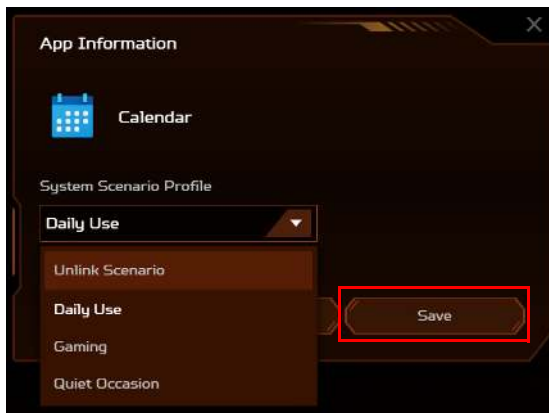 App Information
Calendar
System Scenario Profile
Daily Use
Unlink Scenario
Daily Use
Gaming
Quiet Occasion
Save